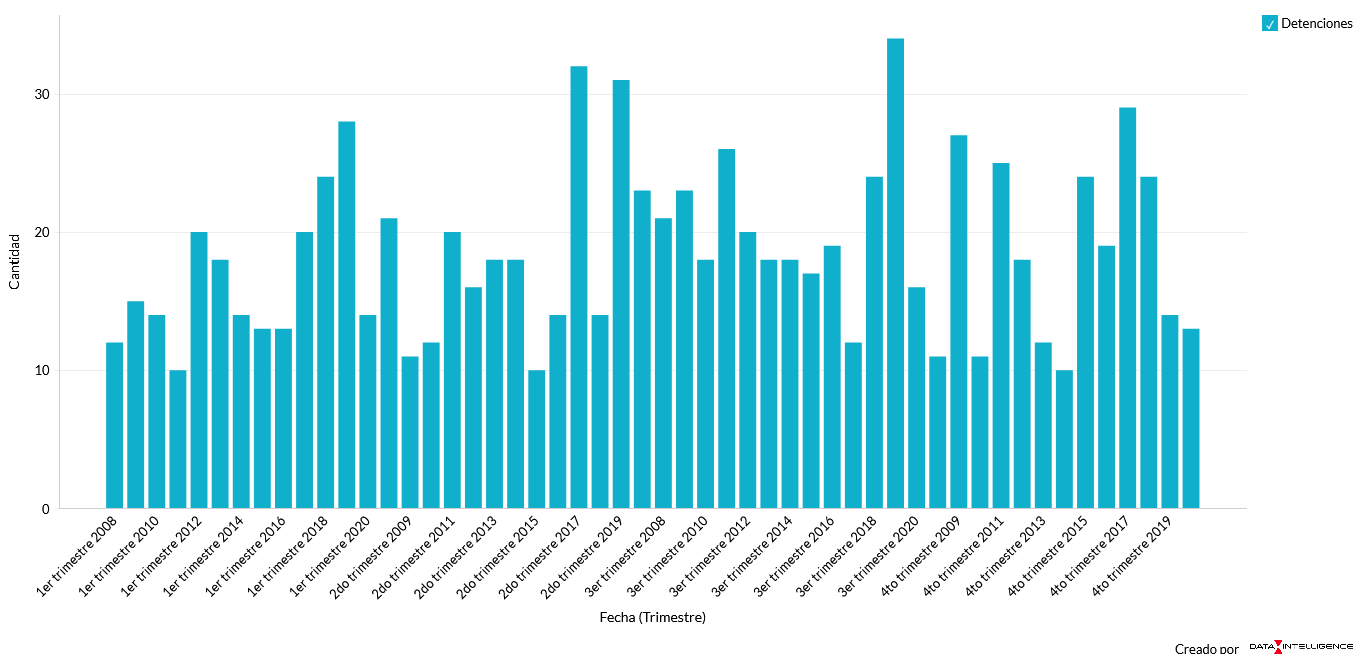 Detenciones
30
20
10
0
Cantidad
1er trimestre 2008
1er trimestre 2010
1er trimestre 2012
1er trimestre 2014
1er trimestre 2016
1er trimestre 2018
1er trimestre 2020
2do trimestre 2009
2do trimestre 2011
2do trimestre 2013
2do trimestre 2015
2do trimestre 2017
2do trimestre 2019
3er trimestre 2008
3er trimestre 2010
3er trimestre 2012
3er trimestre 2014
3er trimestre 2016
3er trimestre 2018
3er trimestre 2020
4to trimestre 2009
4to trimestre 2011
4to trimestre 2013
4to trimestre 2015
4to trimestre 2017
4to trimestre 2019
Fecha (Trimestre)
Creado por DATA INTELLIGENCE